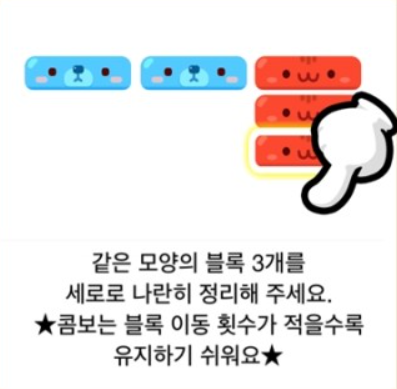 같은 모양의 블록 3개를
세로로 나란히 정리해 주세요.
★콤보는 블록 이동 횟수가 적을수록
유지하기 쉬워요★